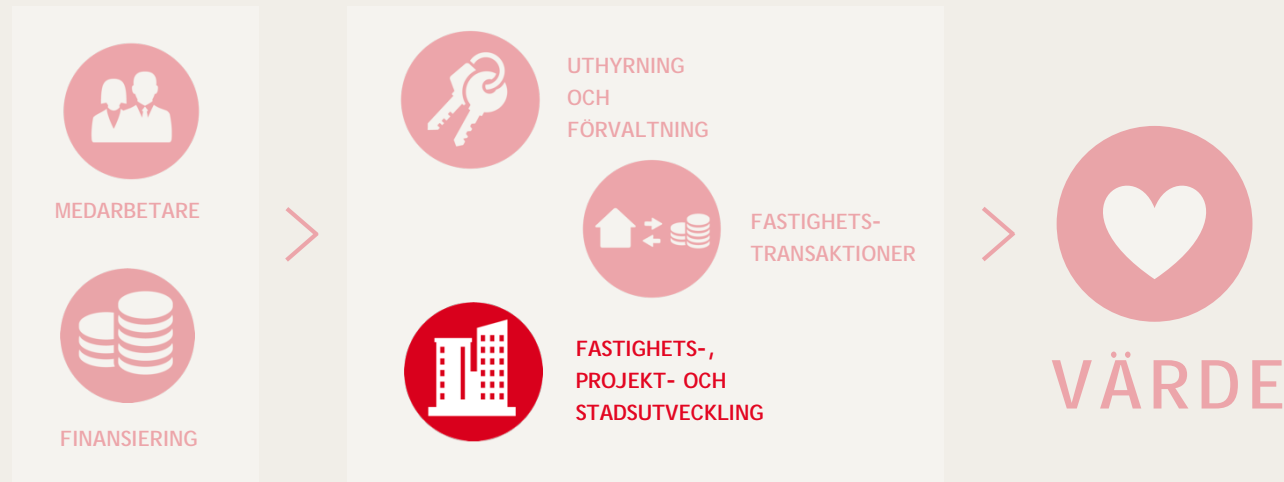 MEDARBETARE
FINANSIERING
UTHYRNING
OCH
FÖRVALTNING
FASTIGHETS-
TRANSAKTIONER
FASTIGHETS-,
PROJEKT- OCH
STADSUTVECKLING
VÄRDE